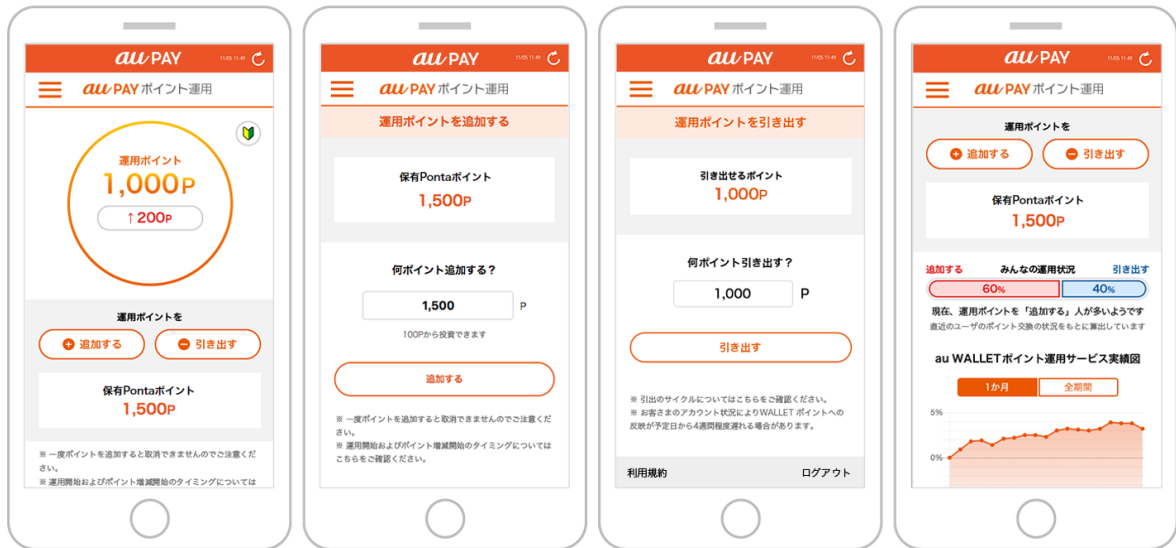 au PAY 11/05 11:49
au PAY ポイント運用
運用ポイント
1,000P
↑200P
運用ポイントを
追加する
引き出す
保有Pontaポイント
1,500P
※ 一度ポイントを追加すると取消できませんのでご注意くだ
さい。
※ 運用開始およびポイント増減開始のタイミングについては
au PAY 11/05 11:49
au PAY ポイント運用
運用ポイントを追加する
保有Pontaポイント
1,500P
何ポイント追加する?
1,500 P
100Pから投資できます
追加する
※ 一度ポイントを追加すると取消できませんのでご注意くだ
さい。
※ 運用開始およびポイント増減開始のタイミングについては
こちらをご確認ください。
au PAY 11/05 11:49
au PAY ポイント運用
運用ポイントを引き出す
引き出せるポイント
1,000P
何ポイント引き出す?
1,000 P
引き出す
※ 引出のサイクルについてはこちらをご確認ください。
※ お客さまのアカウント状況によりWALLET ポイントへの
反映が予定日から4週間程度遅れる場合があります。
利用規約 ログアウト
au PAY 11/05 11:49
au PAY ポイント運用
運用ポイントを
追加する
引き出す
保有Pontaポイント
1,500P
追加する みんなの運用状況 引き出す
60% 40%
現在、運用ポイントを「追加する」人が多いようです
直近のユーザのポイント交換の状況をもとに算出しています
au WALLETポイント運用サービス実績図
1か月 全期間
5%
0%